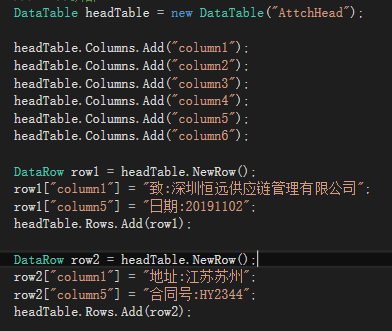 DataTable headTable = new DataTable("AttchHead");
headTable.Columns.Add("column1");
headTable.Columns.Add("column2");
headTable.Columns.Add("column3");
headTable.Columns.Add("column4");
headTable.Columns.Add("column5");
headTable.Columns.Add("column6");
DataRow row1 = headTable.NewRow();
row1["column1"] = "致:深圳恒远供应链管理有限公司";
row1["column5"] = "日期:20191102";
headTable.Rows.Add(row1);
DataRow row2 = headTable.NewRow();
row2["column1"] = "地址:江苏苏州";
row2["column5"] = "合同号:HY2344";
headTable.Rows.Add(row2);